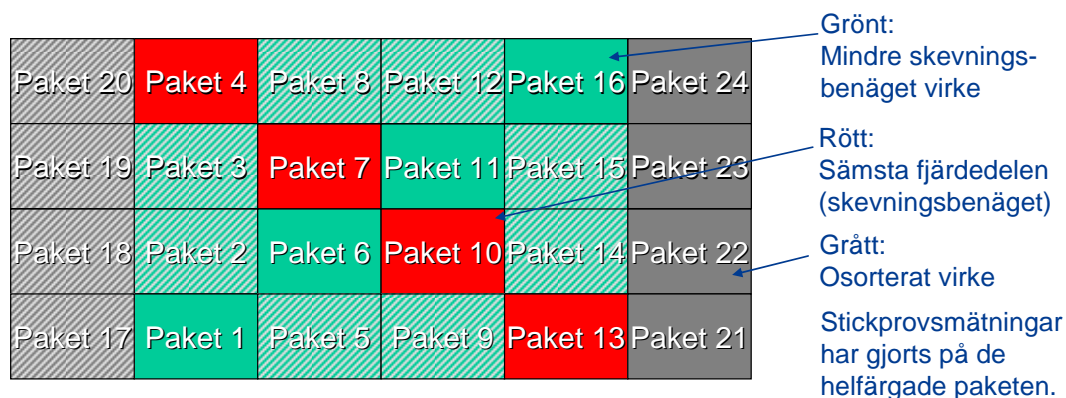 Paket 20 Paket 4 Paket 8 Paket 12 Paket 16 Paket 24
Paket 19 Paket 3 Paket 7 Paket 11 Paket 15 Paket 23
Paket 18 Paket 2 Paket 6 Paket 10 Paket 14 Paket 22
Paket 17 Paket 1 Paket 5 Paket 9 Paket 13 Paket 21
Grönt:
Mindre skevnings-
benäget virke
Rött:
Sämsta fjärdedelen
(skevningsbenäget)
Grått:
Osorterat virke
Stickprovsmätningar
har gjorts på de
helfärgade paketen.